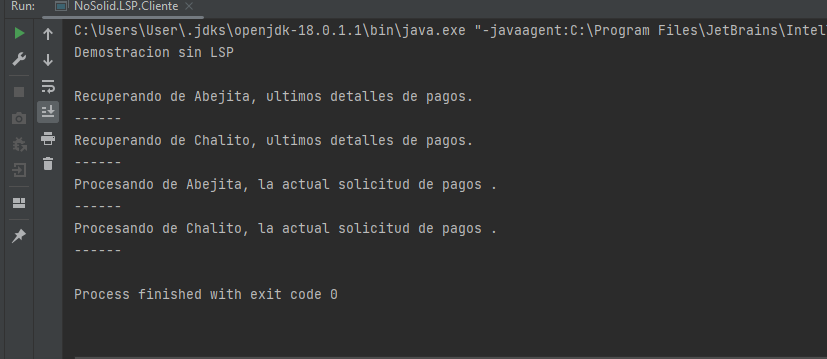 Run: NoSolid.LSP.Cliente
C:\Users\User\.jdks\openjdk-18.0.1.1\bin\java.exe "-javaagent:C:\Program Files\JetBrains\Intel
Demostracion sin LSP
Recuperando de Abejita, ultimos detalles de pagos.
------
Recuperando de Chalito, ultimos detalles de pagos.
------
Procesando de Abejita, la actual solicitud de pagos .
------
Procesando de Chalito, la actual solicitud de pagos .
------
Process finished with exit code 0